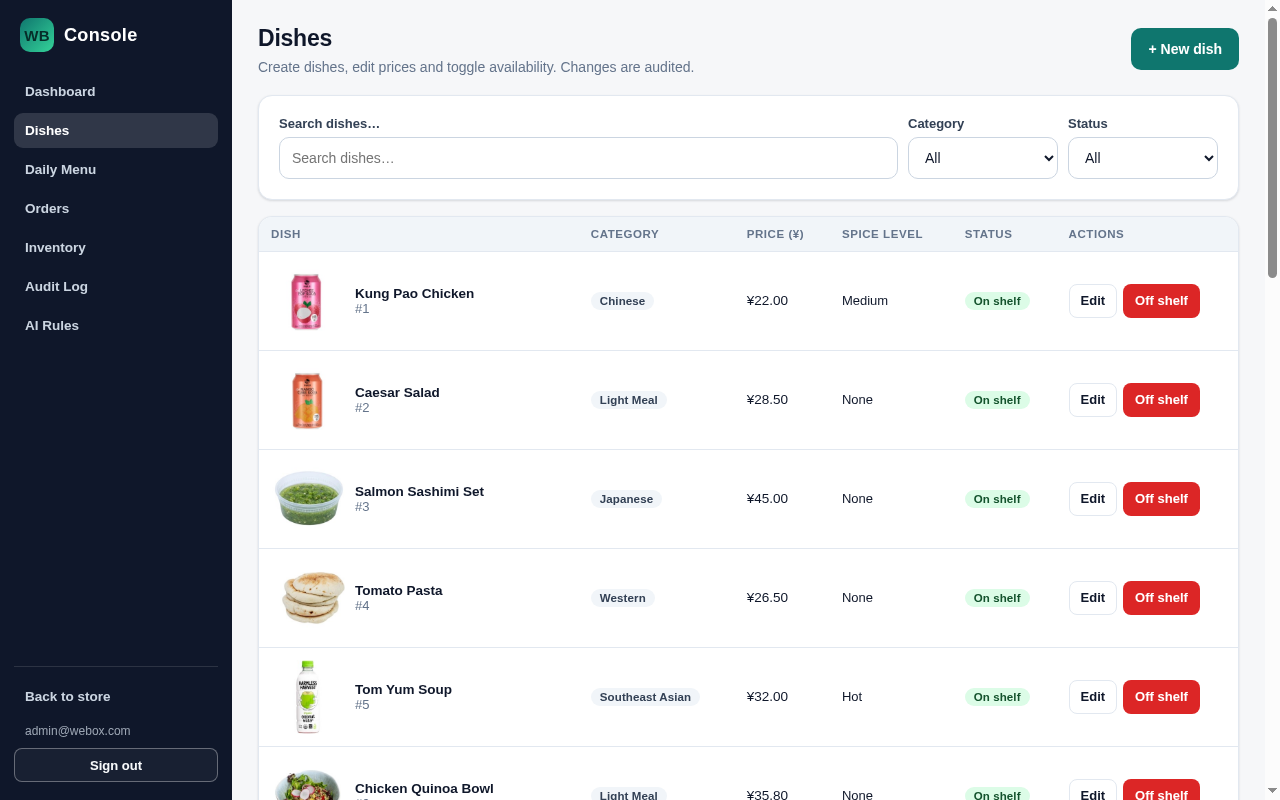 WB Console
Dashboard
Dishes
Daily Menu
Orders
Inventory
Audit Log
AI Rules
Back to store
admin@webox.com
Sign out
Dishes
Create dishes, edit prices and toggle availability. Changes are audited.
+ New dish
Search dishes…
Category
Status
Search dishes…
All
All
DISH CATEGORY PRICE (¥) SPICE LEVEL STATUS ACTIONS
Kung Pao Chicken
#1
Chinese ¥22.00 Medium On shelf Edit Off shelf
Caesar Salad
#2
Light Meal ¥28.50 None On shelf Edit Off shelf
Salmon Sashimi Set
#3
Japanese ¥45.00 None On shelf Edit Off shelf
Tomato Pasta
#4
Western ¥26.50 None On shelf Edit Off shelf
HARMLESS
HARVEST
Tom Yum Soup
#5
Southeast Asian ¥32.00 Hot On shelf Edit Off shelf
Chicken Quinoa Bowl
Light Meal ¥35.80 None On shelf Edit Off shelf